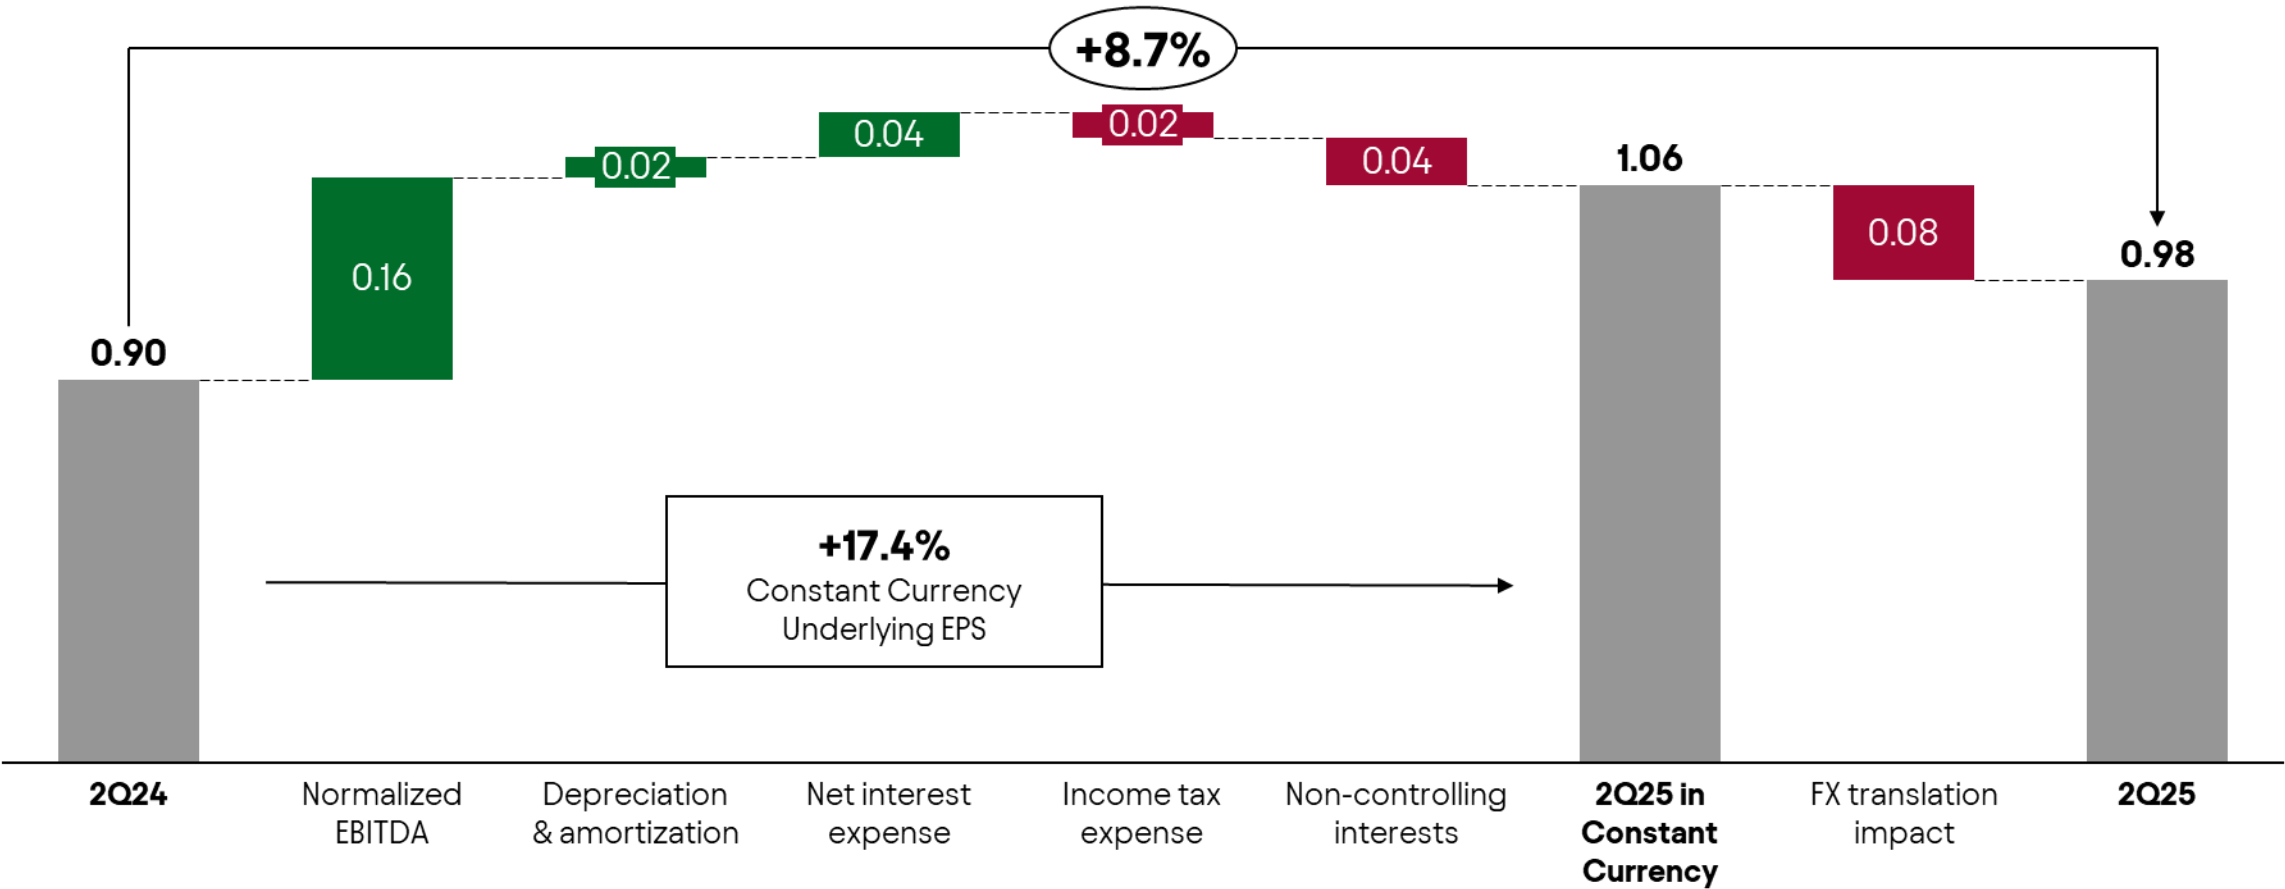 +8.7%
0.90
0.16
0.02
0.04
0.02
0.04
1.06
0.08
0.98
+17.4%
Constant Currency
Underlying EPS
2Q24
Normalized
EBITDA
Depreciation
& amortization
Net interest
expense
Income tax
expense
Non-controlling
interests
2Q25 in
Constant
Currency
FX translation
impact
2Q25